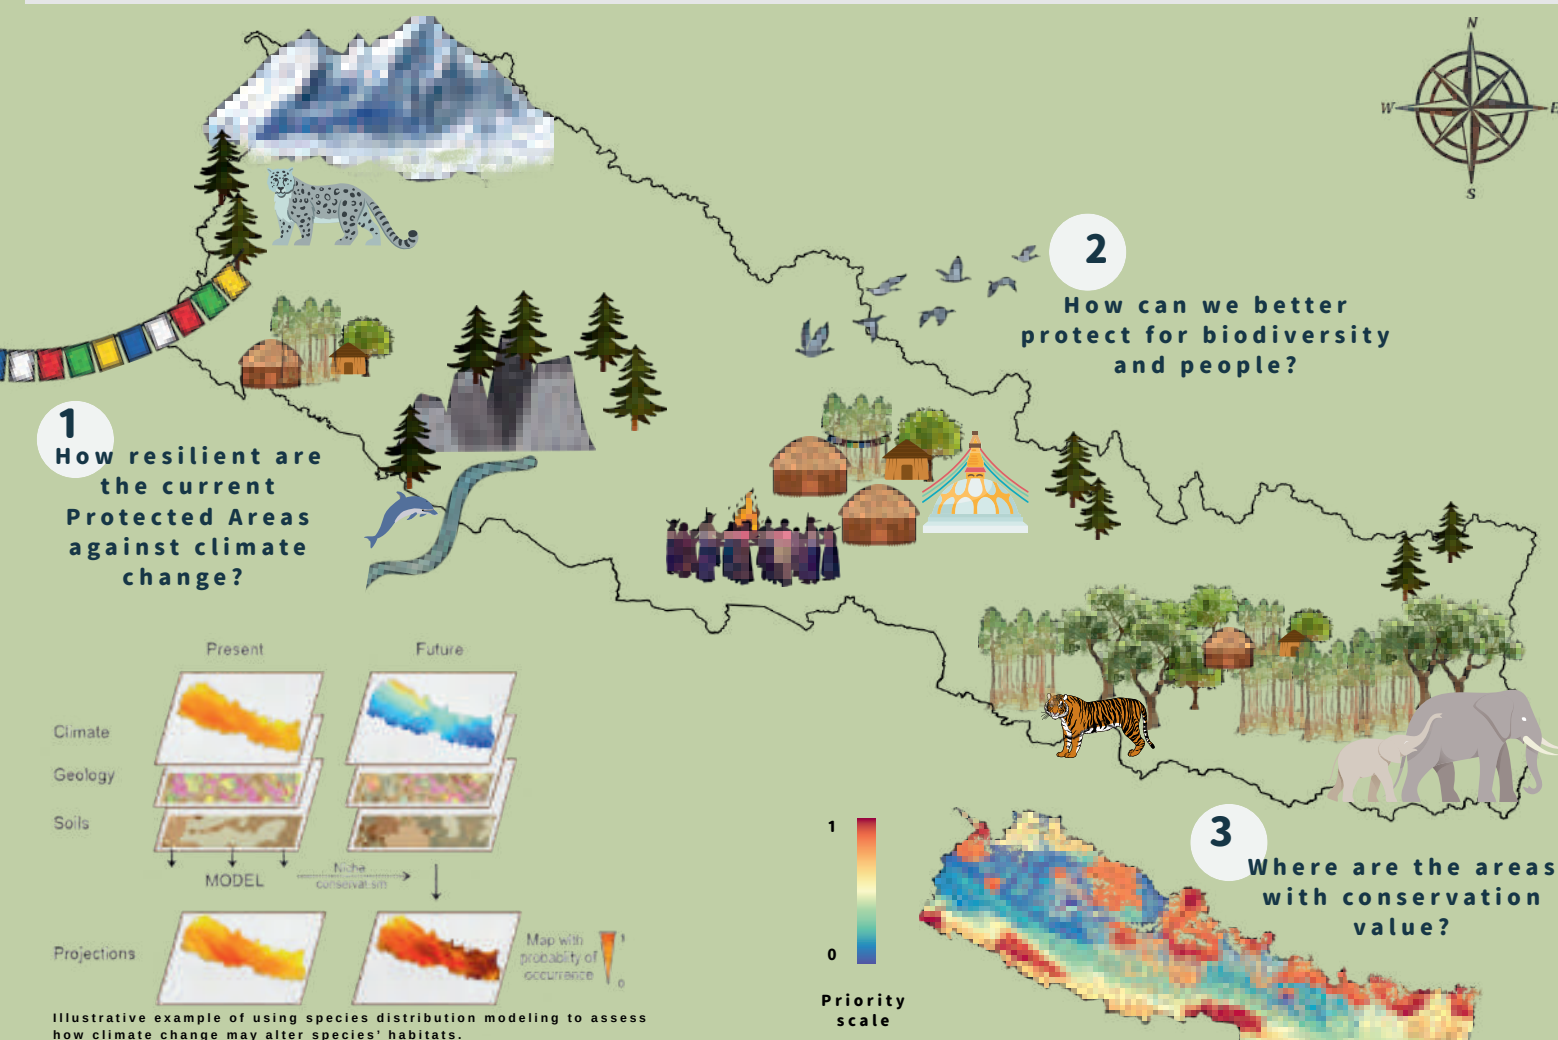 N
W
E
S
2
How can we better
protect for biodiversity
and people?
1
How resilient are
the current
Protected Areas
against climate
change?
Present
Future
Climate
Geology
Soils
MODEL
Niche
conservatism
Projections
Map with
probability of
occurrence
1
0
Illustrative example of using species distribution modeling to assess
how climate change may alter species' habitats.
1
0
Priority
scale
3
Where are the areas
with conservation
value?